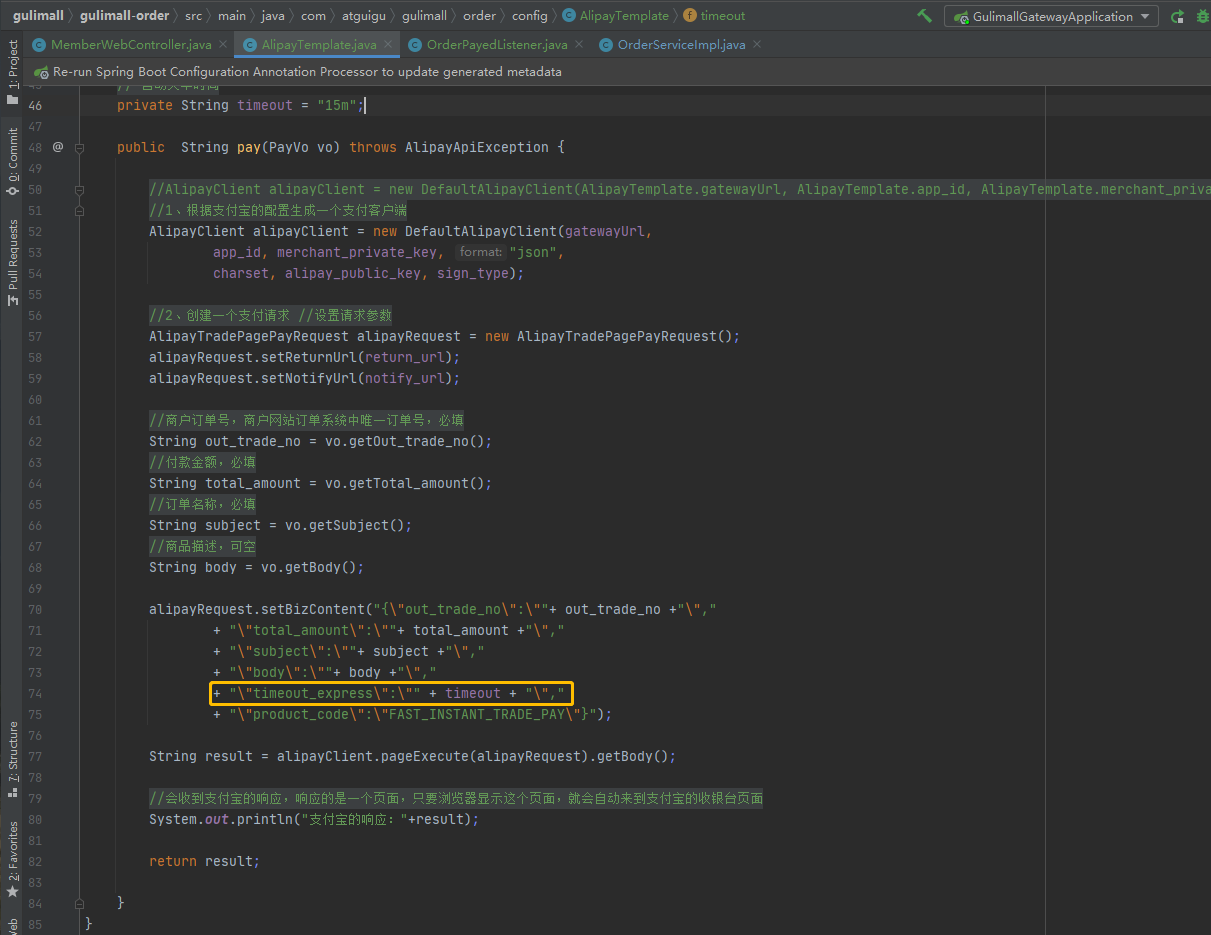 gulimall gulimall-order src main java com atguigu gulimall order config AlipayTemplate timeout GulimallGatewayApplication
MemberWebController.java AlipayTemplate.java OrderPayedListener.java OrderServiceImpl.java
Re-run Spring Boot Configuration Annotation Processor to update generated metadata
1: Project
0: Commit
Pull Requests
7: Structure
2: Favorites
46 private String timeout = "15m";
47
48 @ public  String pay(PayVo vo) throws AlipayApiException {
49
50 //AlipayClient alipayClient = new DefaultAlipayClient(AlipayTemplate.gatewayUrl, AlipayTemplate.app_id, AlipayTemplate.merchant_priva
51 //1、根据支付宝的配置生成一个支付客户端
52 AlipayClient alipayClient = new DefaultAlipayClient(gatewayUrl,
53 app_id, merchant_private_key, format: "json",
54 charset, alipay_public_key, sign_type);
55
56 //2、创建一个支付请求 //设置请求参数
57 AlipayTradePagePayRequest alipayRequest = new AlipayTradePagePayRequest();
58 alipayRequest.setReturnUrl(return_url);
59 alipayRequest.setNotifyUrl(notify_url);
60
61 //商户订单号，商户网站订单系统中唯一订单号，必填
62 String out_trade_no = vo.getOut_trade_no();
63 //付款金额，必填
64 String total_amount = vo.getTotal_amount();
65 //订单名称，必填
66 String subject = vo.getSubject();
67 //商品描述，可空
68 String body = vo.getBody();
69
70 alipayRequest.setBizContent("{\"out_trade_no\":\""+ out_trade_no +"\","
71 + "\"total_amount\":\""+ total_amount +"\","
72 + "\"subject\":\""+ subject +"\","
73 + "\"body\":\""+ body +"\","
74 + "\"timeout_express\":\"" + timeout + "\","
75 + "\"product_code\":\"FAST_INSTANT_TRADE_PAY\"}");
76
77 String result = alipayClient.pageExecute(alipayRequest).getBody();
78
79 //会收到支付宝的响应，响应的是一个页面，只要浏览器显示这个页面，就会自动来到支付宝的收银台页面
80 System.out.println("支付宝的响应："+result);
81
82 return result;
83
84 }
85 }